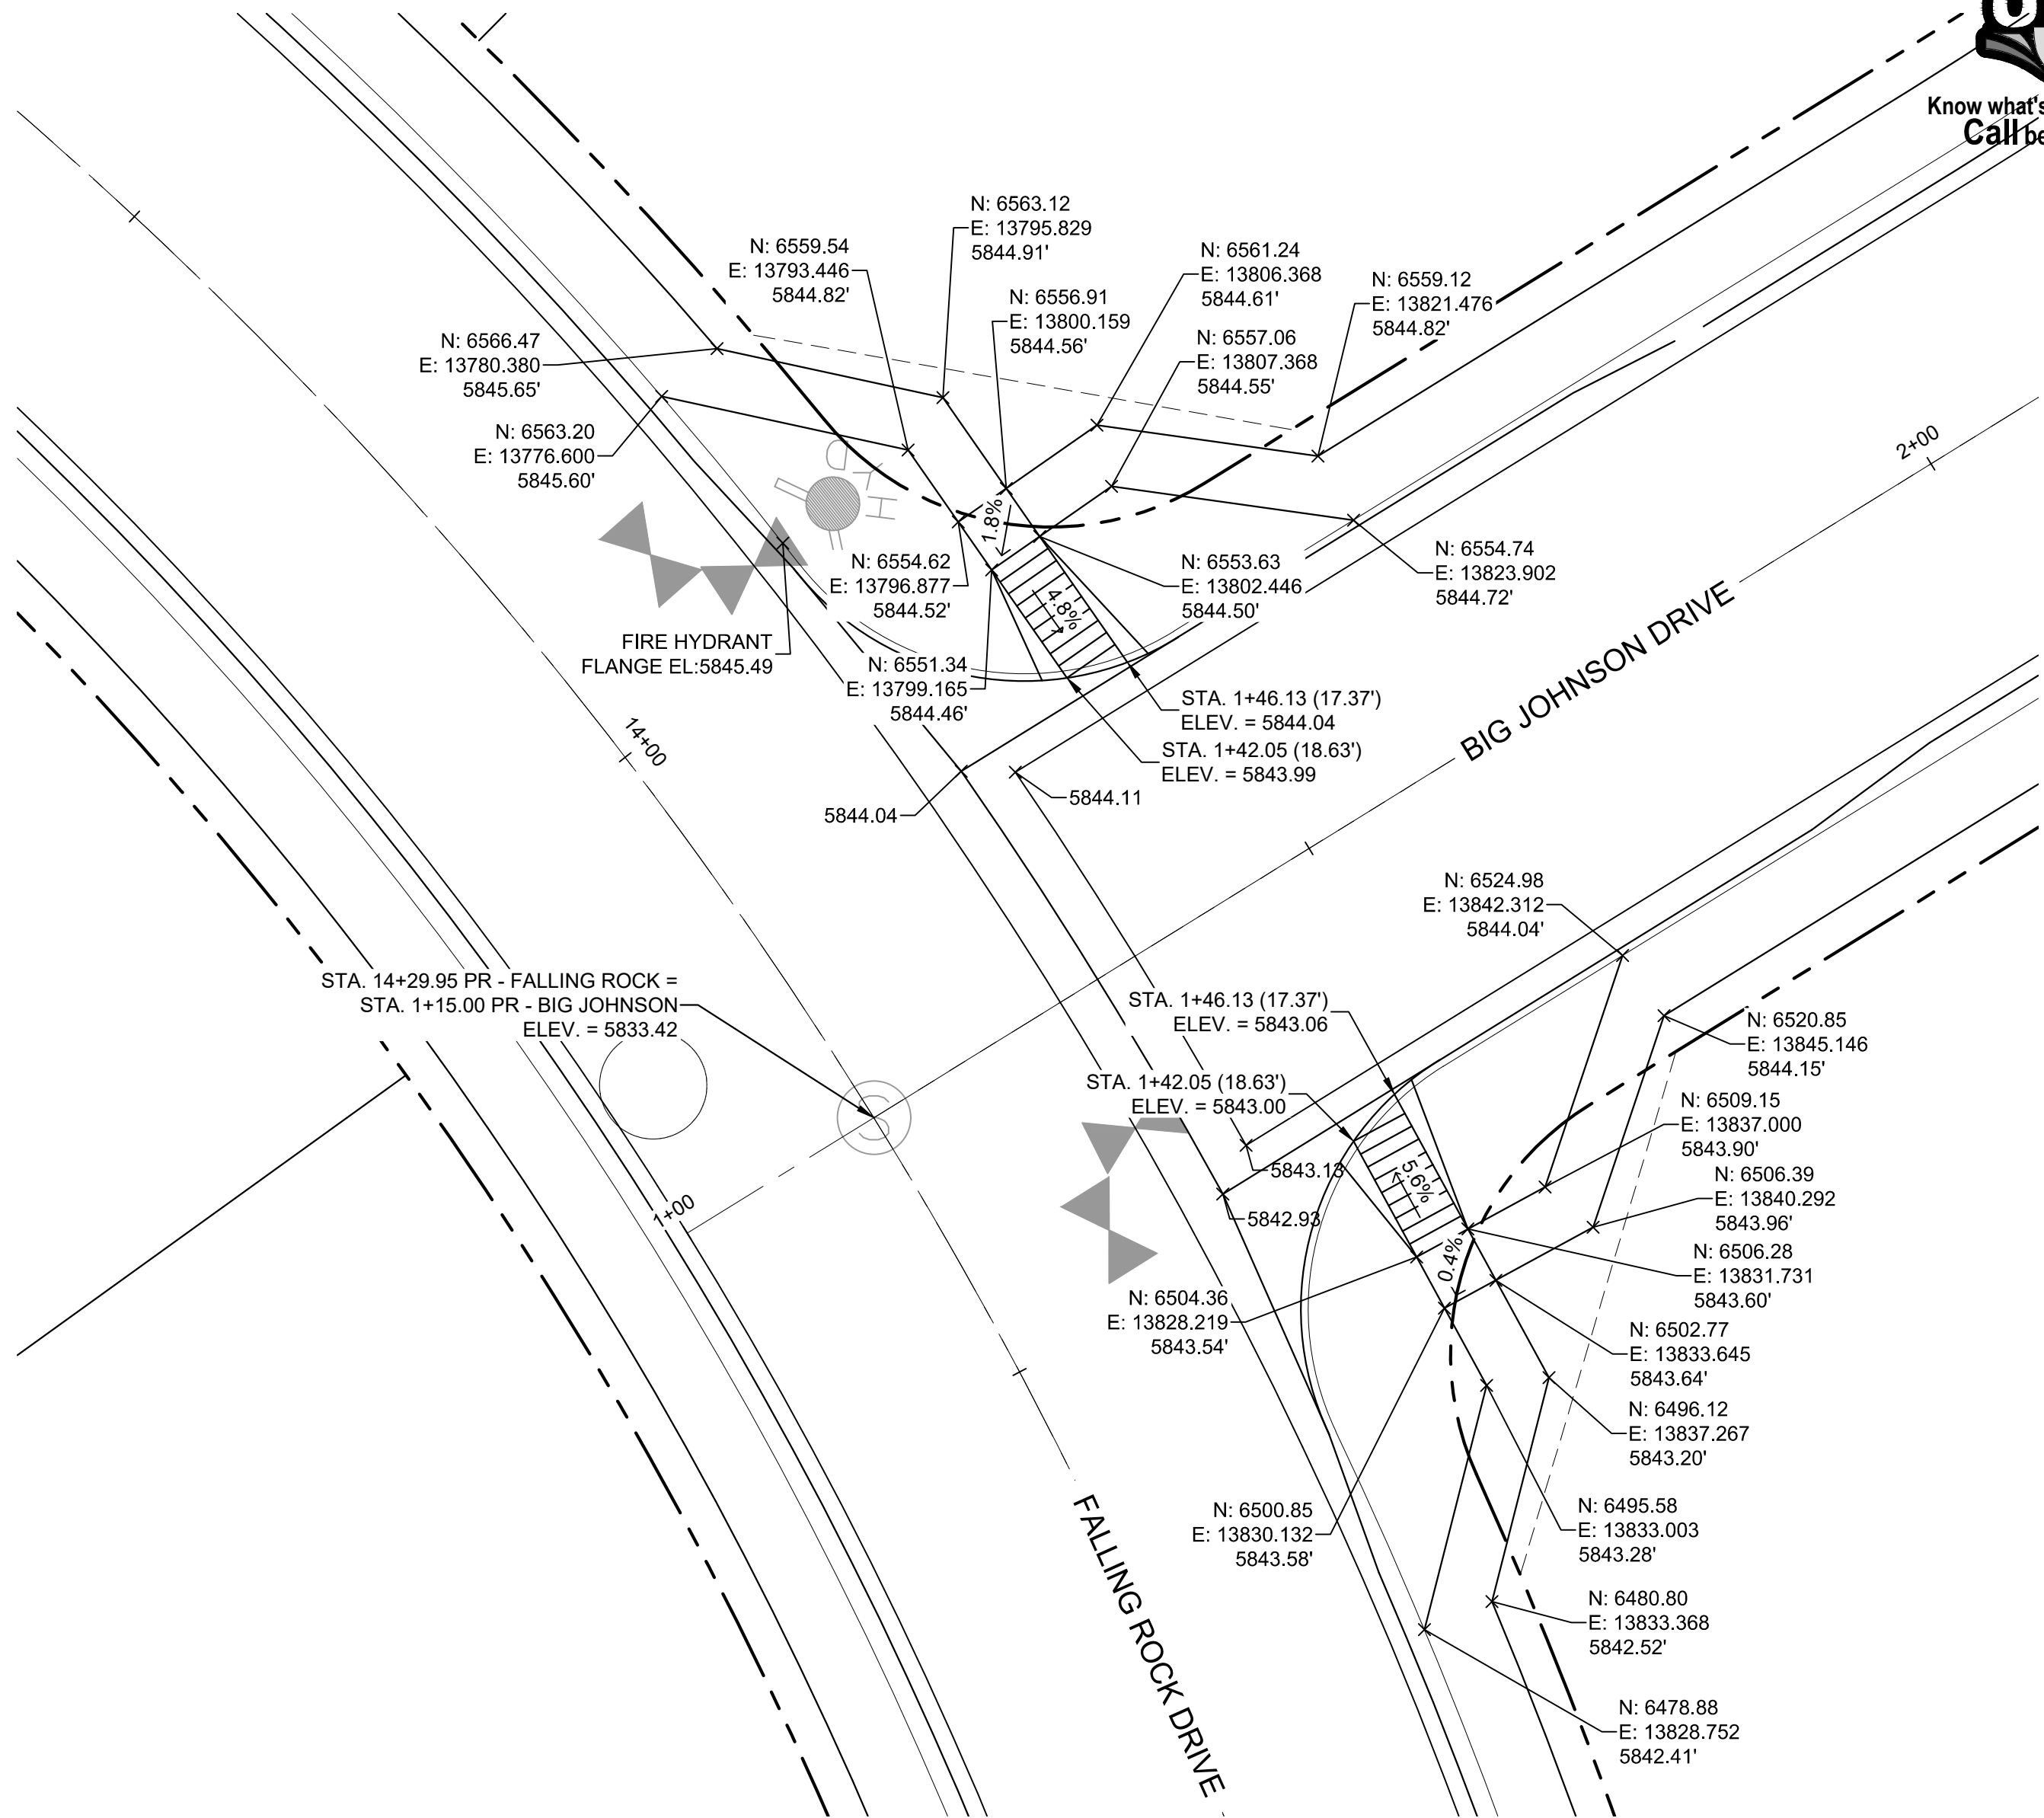 Know what's
Call be
N: 6563.12
E: 13795.829
5844.91'
N: 6559.54
E: 13793.446
5844.82'
N: 6561.24
E: 13806.368
5844.61'
N: 6559.12
E: 13821.476
5844.82'
N: 6556.91
E: 13800.159
5844.56'
N: 6566.47
E: 13780.380
5845.65'
N: 6557.06
E: 13807.368
5844.55'
N: 6563.20
E: 13776.600
5845.60'
HYD
2+00
1.8%
N: 6554.62
E: 13796.877
5844.52'
N: 6553.63
E: 13802.446
5844.50'
N: 6554.74
E: 13823.902
5844.72'
4.8%
FIRE HYDRANT
FLANGE EL:5845.49
N: 6551.34
E: 13799.165
5844.46'
BIG JOHNSON DRIVE
STA. 1+46.13 (17.37')
ELEV. = 5844.04
14+00
STA. 1+42.05 (18.63')
ELEV. = 5843.99
5844.11
5844.04
N: 6524.98
E: 13842.312
5844.04'
STA. 14+29.95 PR - FALLING ROCK =
STA. 1+15.00 PR - BIG JOHNSON
ELEV. = 5833.42
STA. 1+46.13 (17.37')
ELEV. = 5843.06
N: 6520.85
E: 13845.146
5844.15'
STA. 1+42.05 (18.63')
ELEV. = 5843.00
S
N: 6509.15
E: 13837.000
5843.90'
5843.13
5.6%
N: 6506.39
E: 13840.292
5843.96'
1+00
5842.93
0.4%
N: 6506.28
E: 13831.731
5843.60'
N: 6504.36
E: 13828.219
5843.54'
N: 6502.77
E: 13833.645
5843.64'
N: 6496.12
E: 13837.267
5843.20'
N: 6500.85
E: 13830.132
5843.58'
N: 6495.58
E: 13833.003
5843.28'
FALLING ROCK DRIVE
N: 6480.80
E: 13833.368
5842.52'
N: 6478.88
E: 13828.752
5842.41'